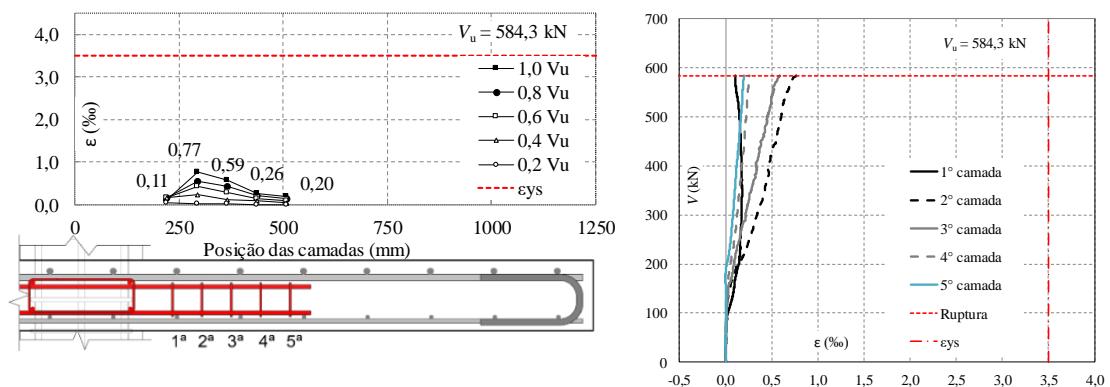 4,0
3,0
2,0
1,0
0,0
ε (‰)
V_u = 584,3 kN
1,0 Vu
0,8 Vu
0,6 Vu
0,4 Vu
0,2 Vu
εys
0,11
0,77
0,59
0,26
0,20
0
250
500
750
1000
1250
Posição das camadas (mm)
1ª 2ª 3ª 4ª 5ª
700
600
500
400
300
200
100
0
V (kN)
V_u = 584,3 kN
1° camada
2° camada
3° camada
4° camada
5° camada
Ruptura
εys
ε (‰)
-0,5 0,0 0,5 1,0 1,5 2,0 2,5 3,0 3,5 4,0